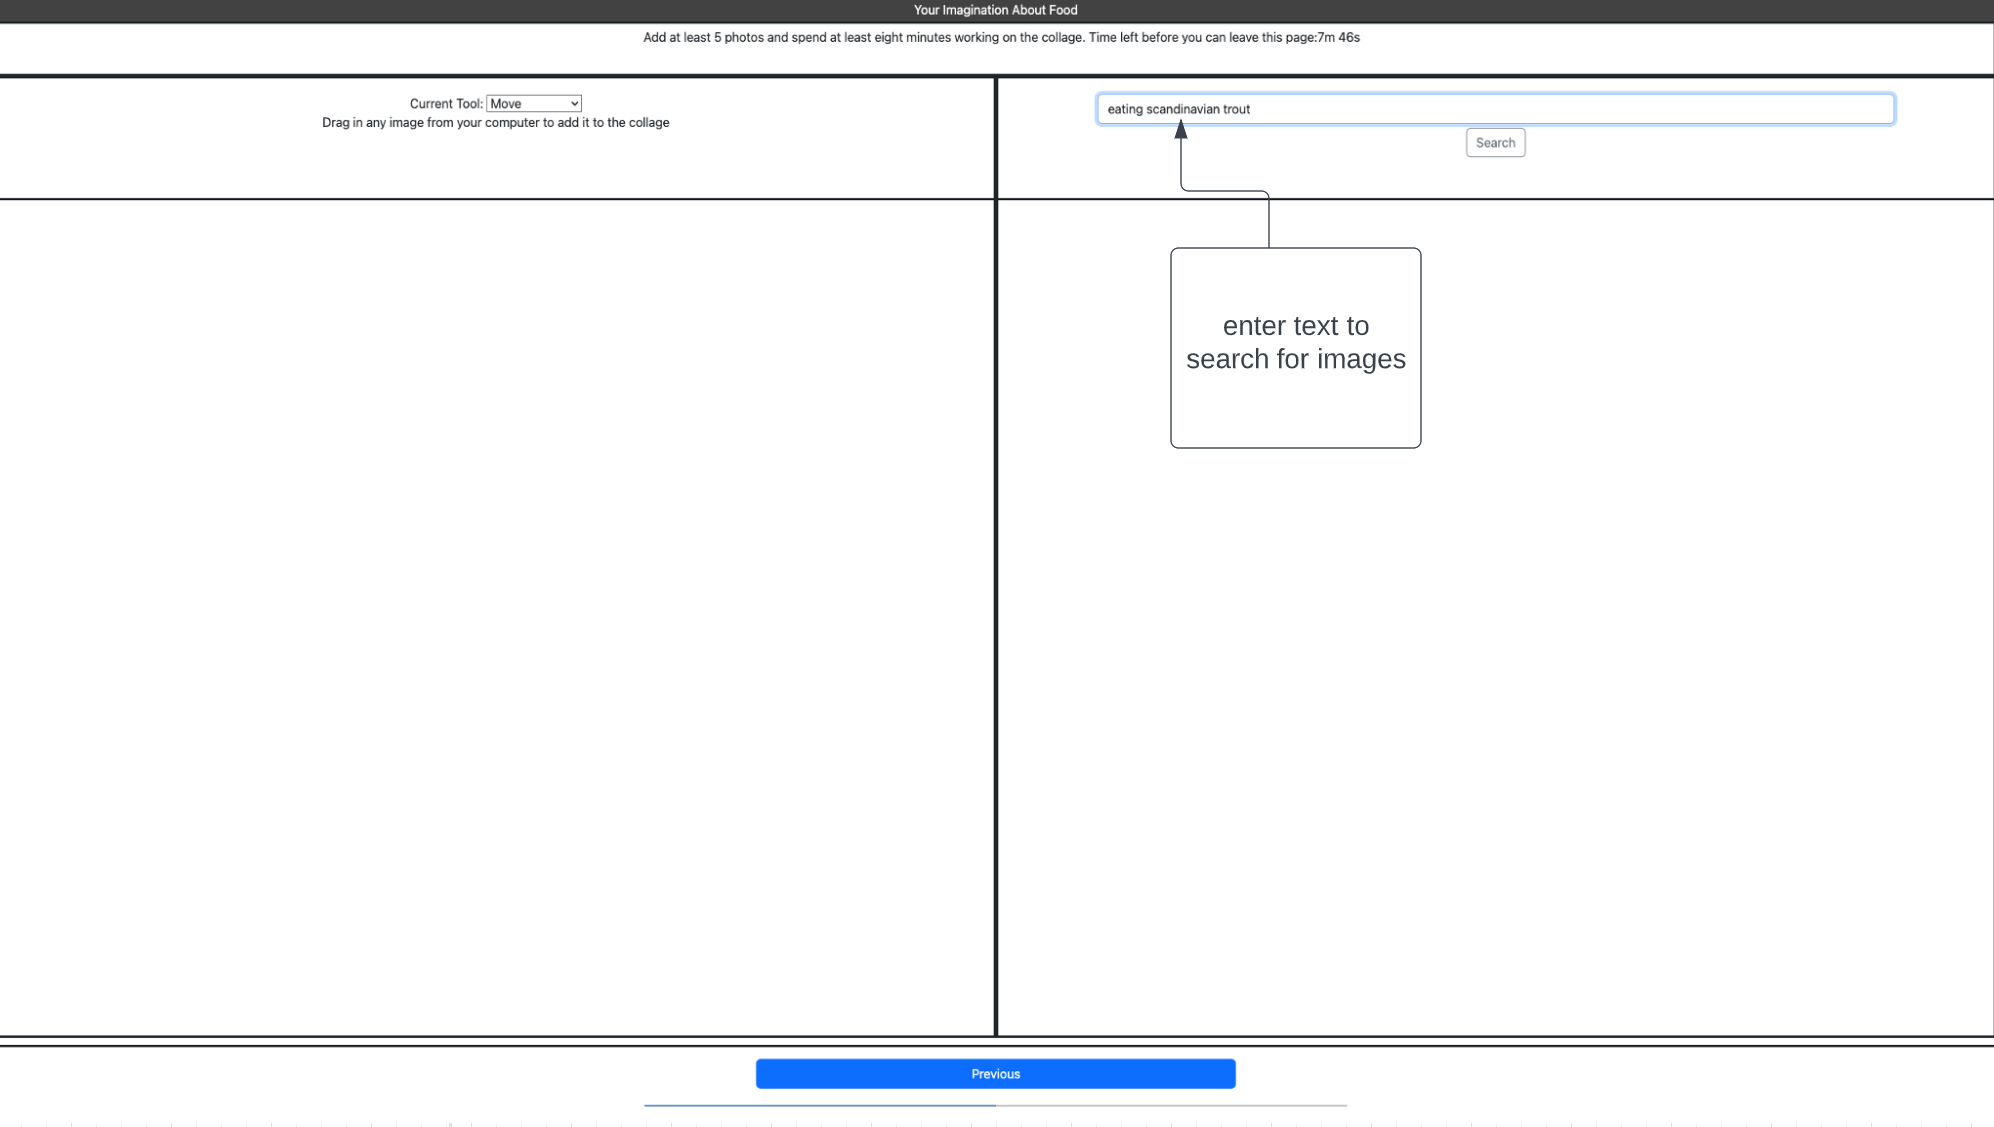 Your Imagination About Food
Add at least 5 photos and spend at least eight minutes working on the collage. Time left before you can leave this page:7m 46s
Current Tool: Move
Drag in any image from your computer to add it to the collage
eating scandinavian trout
Search
enter text to
search for images
Previous